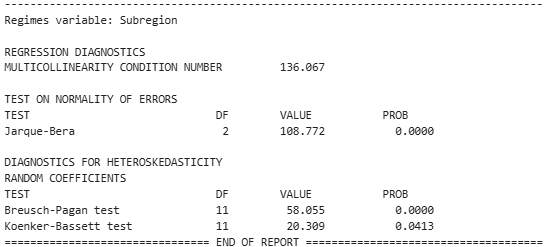 ------------------------------------------------------------------------------------
Regimes variable: Subregion
REGRESSION DIAGNOSTICS
MULTICOLLINEARITY CONDITION NUMBER 136.067
TEST ON NORMALITY OF ERRORS
TEST DF VALUE PROB
Jarque-Bera 2 108.772 0.0000
DIAGNOSTICS FOR HETEROSKEDASTICITY
RANDOM COEFFICIENTS
TEST DF VALUE PROB
Breusch-Pagan test 11 58.055 0.0000
Koenker-Bassett test 11 20.309 0.0413
================================ END OF REPORT =====================================